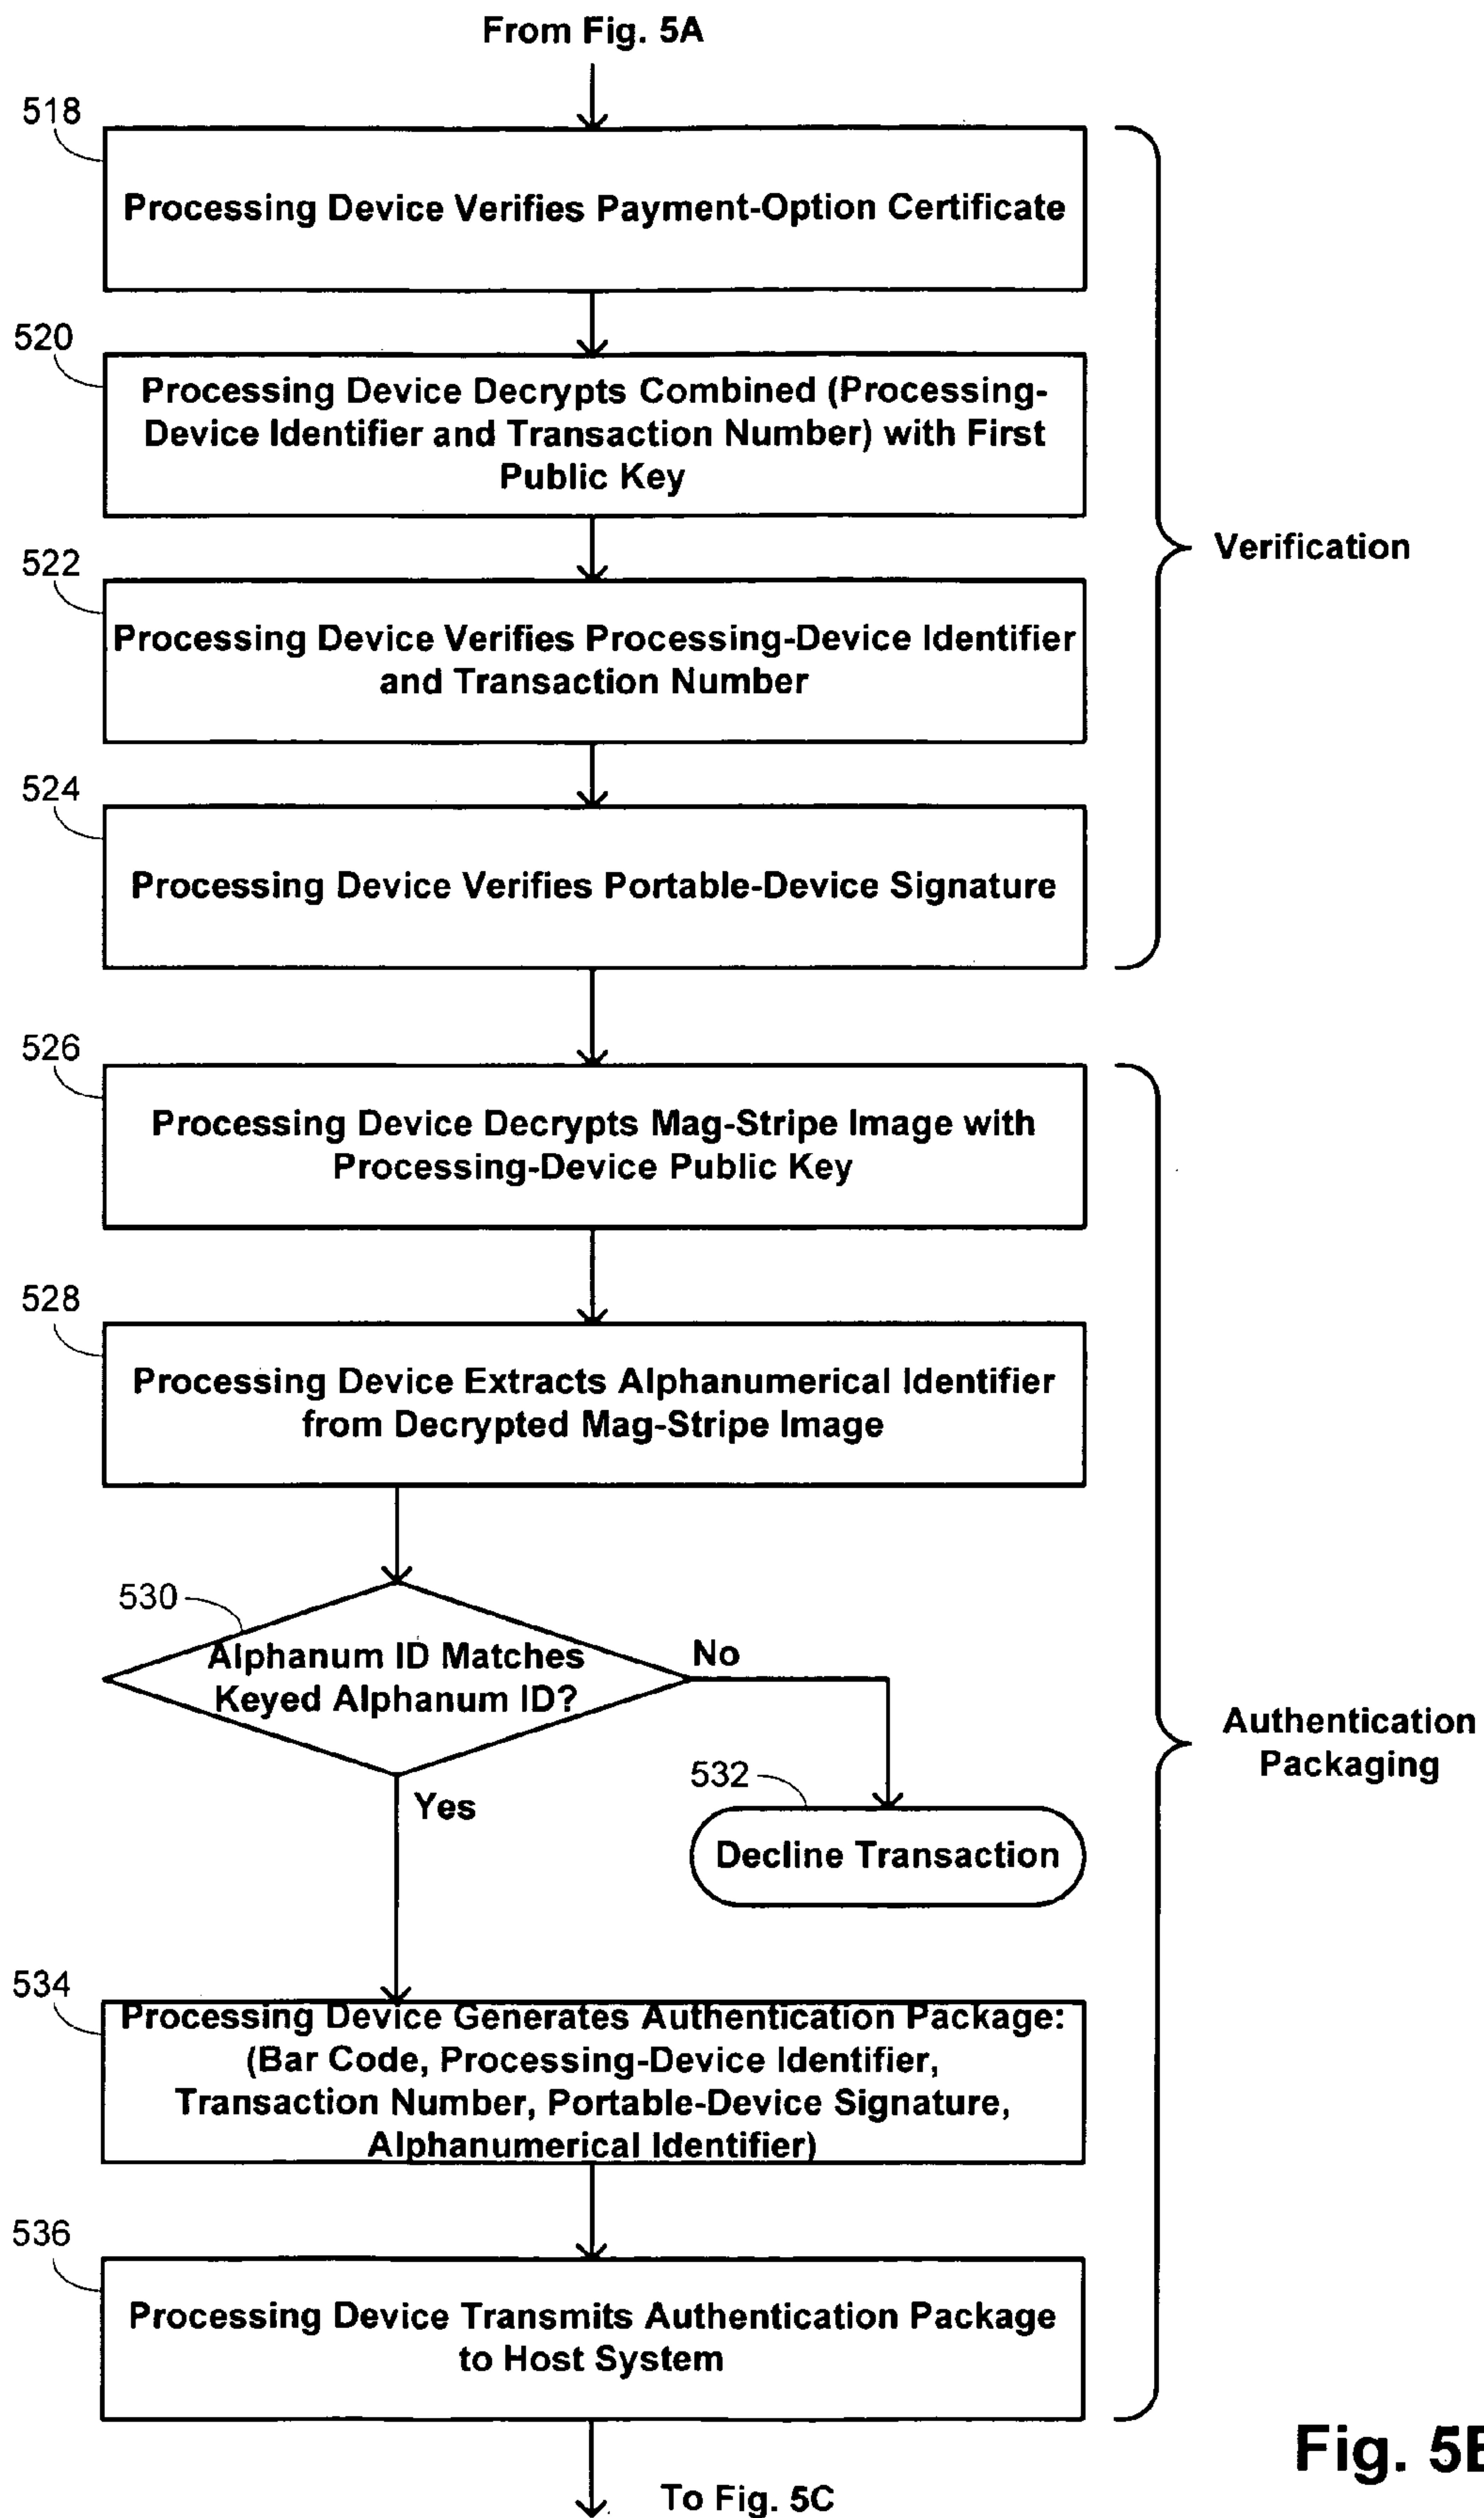 From Fig. 5A
518
Processing Device Verifies Payment-Option Certificate
520
Processing Device Decrypts Combined (Processing-
Device Identifier and Transaction Number) with First
Public Key
Verification
522
Processing Device Verifies Processing-Device Identifier
and Transaction Number
524
Processing Device Verifies Portable-Device Signature
526
Processing Device Decrypts Mag-Stripe Image with
Processing-Device Public Key
528
Processing Device Extracts Alphanumerical Identifier
from Decrypted Mag-Stripe Image
530
Alphanum ID Matches
Keyed Alphanum ID?
No
Authentication
Packaging
532
Yes
Decline Transaction
534
Processing Device Generates Authentication Package:
(Bar Code, Processing-Device Identifier,
Transaction Number, Portable-Device Signature,
Alphanumerical Identifier)
536
Processing Device Transmits Authentication Package
to Host System
Fig. 5B
To Fig. 5C